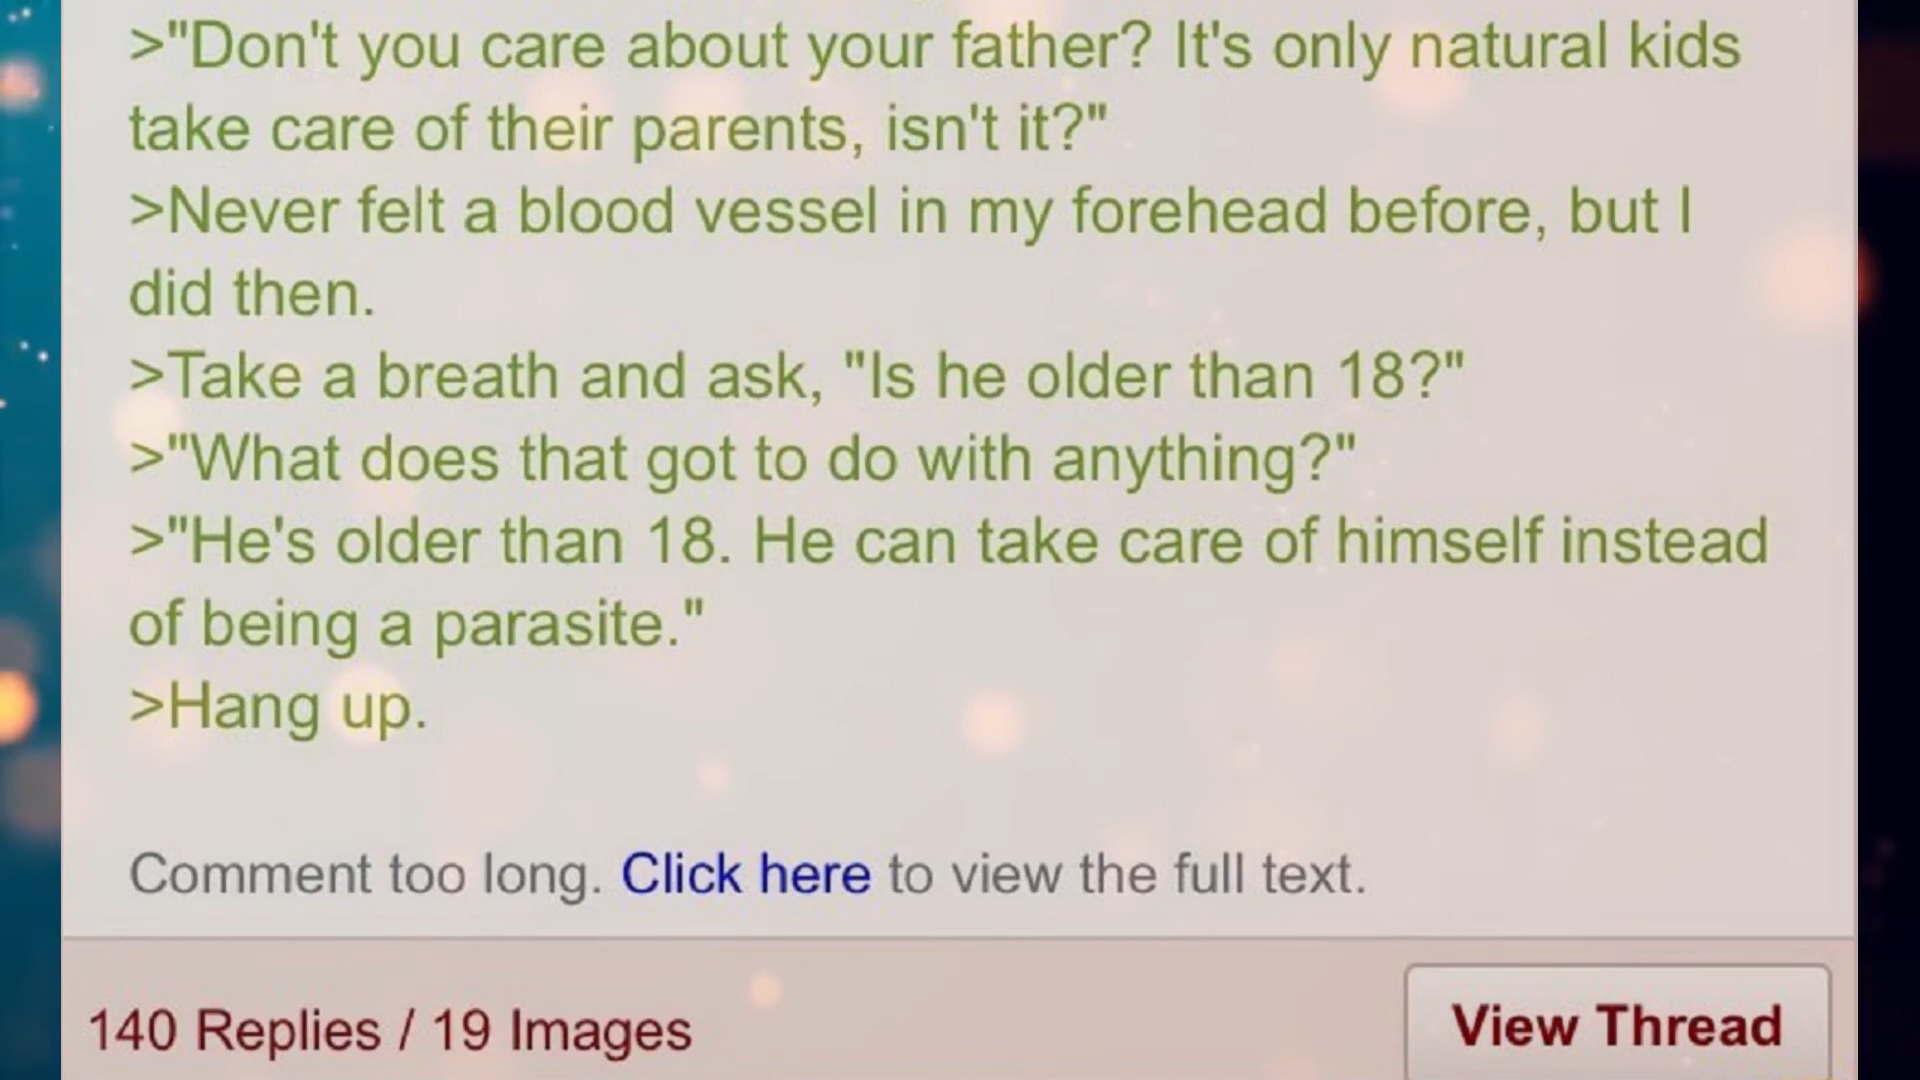 >"Don't you care about your father? It's only natural kids
take care of their parents, isn't it?"
>Never felt a blood vessel in my forehead before, but I
did then.
>Take a breath and ask, "Is he older than 18?"
>"What does that got to do with anything?"
>"He's older than 18. He can take care of himself instead
of being a parasite."
>Hang up.
Comment too long. Click here to view the full text.
140 Replies / 19 Images
View Thread